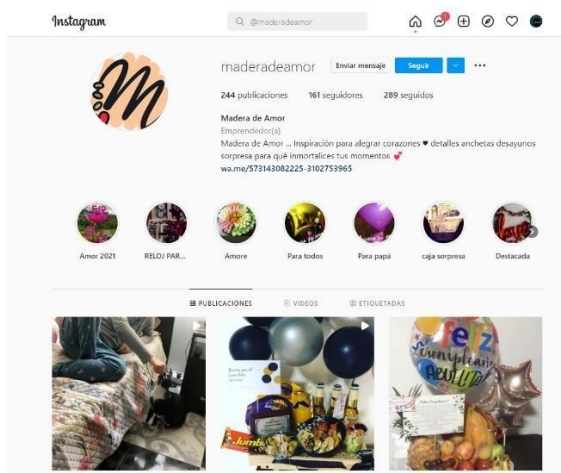 Instagram
@maderadeamor
maderadeamor Enviar mensaje Seguir
244 publicaciones 161 seguidores 289 seguidos
Madera de Amor
Emprendedor(a)
Madera de Amor ... Inspiración para alegrar corazones ♥ detalles anchetas desayunos
sorpresa para qué inmortalices tus momentos 💕
wa.me/573143082225-3102753965
Amor 2021 RELOJ PAR... Amore Para todos Para papá caja sorpresa Destacada
love
PUBLICACIONES VIDEOS ETIQUETADAS
Jumbo
feliz
cumpleaños
ABUELITO